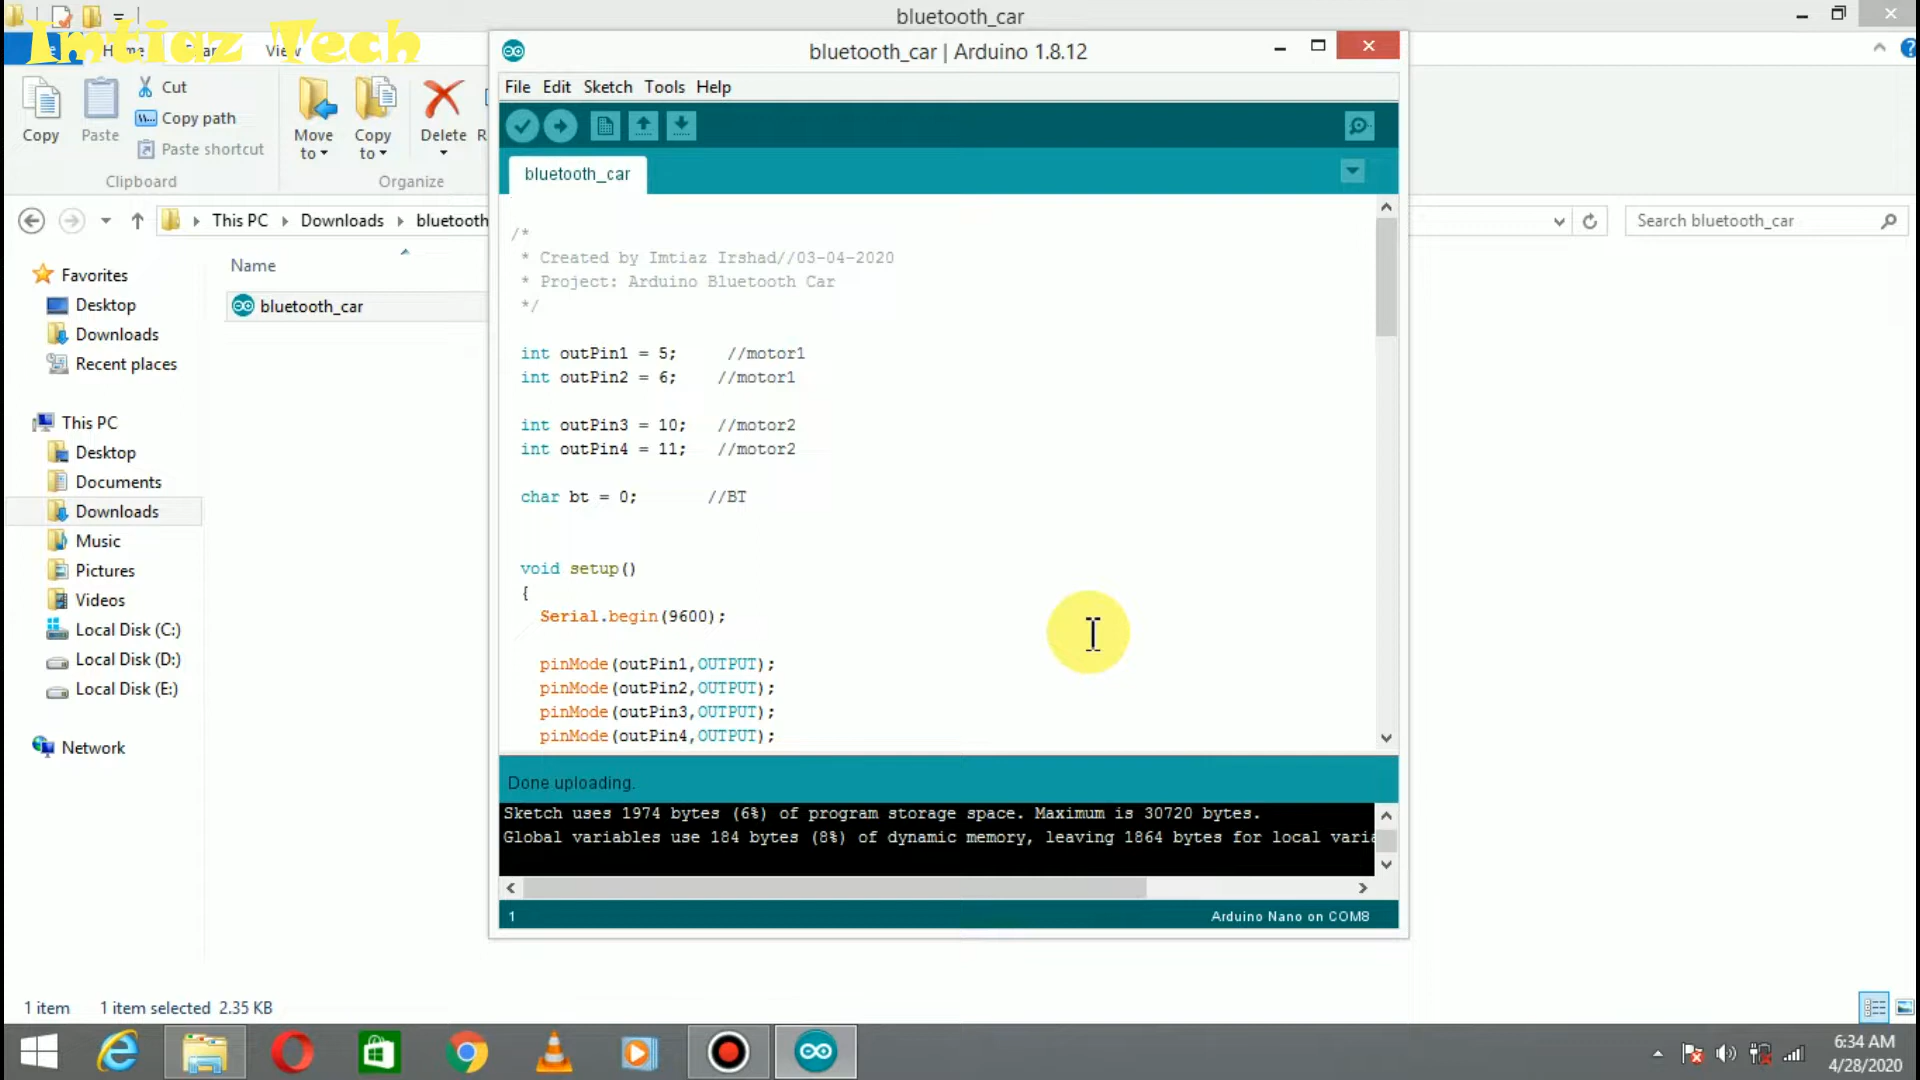 bluetooth_car
Imtiaz Tech
View
Copy
Paste
Cut
Copy path
Paste shortcut
Clipboard
Move to
Copy to
Delete
R
Organize
This PC
Downloads
bluetooth
Search bluetooth_car
Favorites
Desktop
Downloads
Recent places
This PC
Desktop
Documents
Downloads
Music
Pictures
Videos
Local Disk (C:)
Local Disk (D:)
Local Disk (E:)
Network
Name
bluetooth_car
bluetooth_car | Arduino 1.8.12
File Edit Sketch Tools Help
bluetooth_car
/*
* Created by Imtiaz Irshad//03-04-2020
* Project: Arduino Bluetooth Car
*/
int outPin1 = 5; //motor1
int outPin2 = 6; //motor1
int outPin3 = 10; //motor2
int outPin4 = 11; //motor2
char bt = 0; //BT
void setup()
{
Serial.begin(9600);
pinMode(outPin1,OUTPUT);
pinMode(outPin2,OUTPUT);
pinMode(outPin3,OUTPUT);
pinMode(outPin4,OUTPUT);
Done uploading.
Sketch uses 1974 bytes (6%) of program storage space. Maximum is 30720 bytes.
Global variables use 184 bytes (8%) of dynamic memory, leaving 1864 bytes for local varia
1
Arduino Nano on COM8
1 item 1 item selected 2.35 KB
6:34 AM
4/28/2020